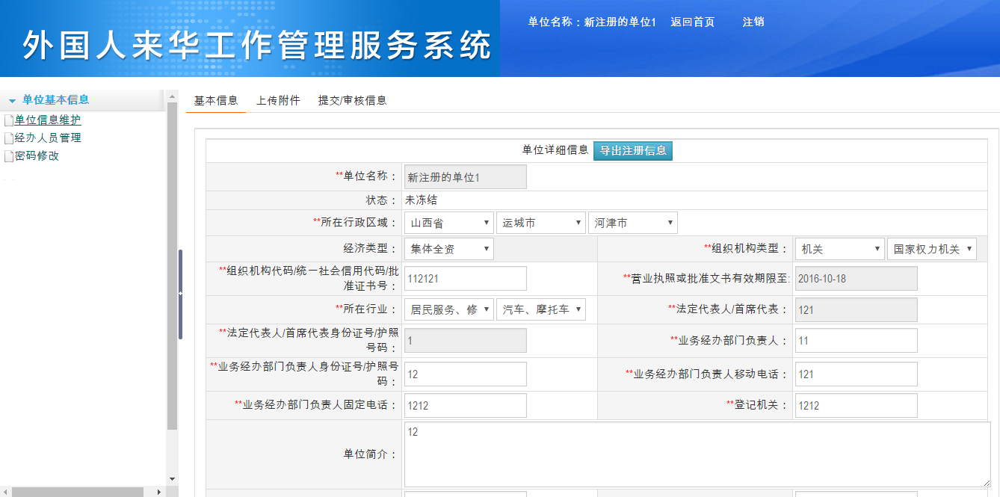 外国人来华工作管理服务系统
单位名称：新注册的单位1 返回首页 注销
单位基本信息
单位信息维护
经办人员管理
密码修改
基本信息 上传附件 提交/审核信息
单位详细信息 导出注册信息
**单位名称： 新注册的单位1
状态： 未冻结
**所在行政区域： 山西省 运城市 河津市
经济类型： 集体全资 **组织机构类型： 机关 国家权力机关
**组织机构代码/统一社会信用代码/批
准证书号： 112121 **营业执照或批准文书有效期限至: 2016-10-18
**所在行业： 居民服务、修 汽车、摩托车 **法定代表人/首席代表： 121
**法定代表人/首席代表身份证号/护照
号码： 1 **业务经办部门负责人： 11
**业务经办部门负责人身份证号/护照号
码： 12 **业务经办部门负责人移动电话： 121
**业务经办部门负责人固定电话： 1212 **登记机关： 1212
单位简介： 12